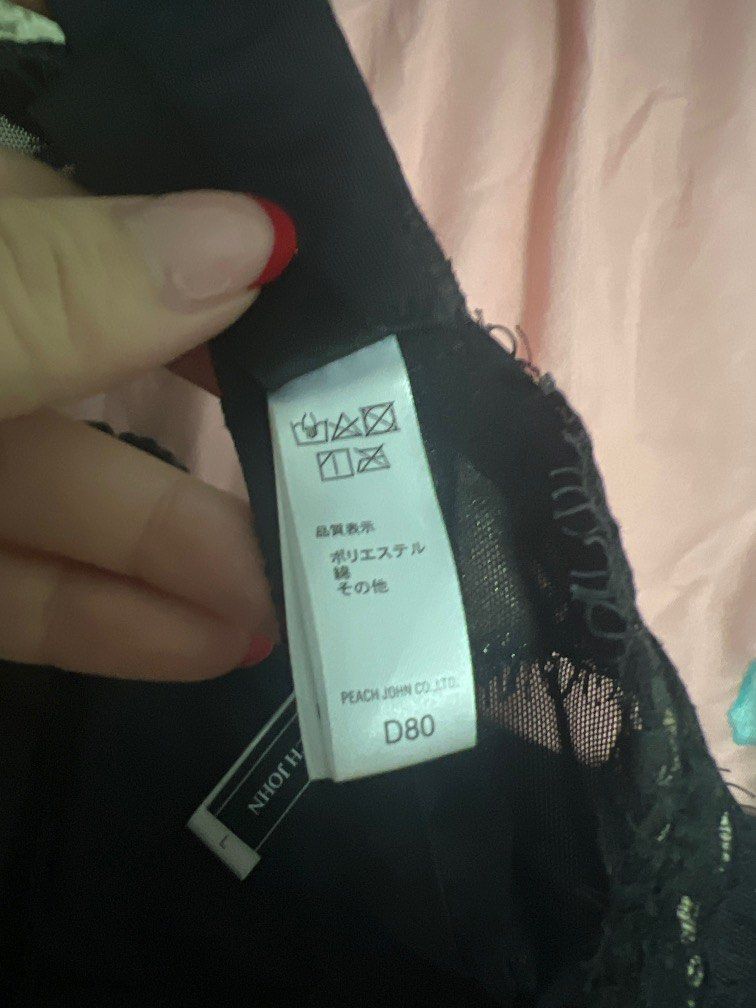 品質表示
ポリエステル
綿
その他
PEACH JOHN CO.,LTD.
D80
H JOHN
L